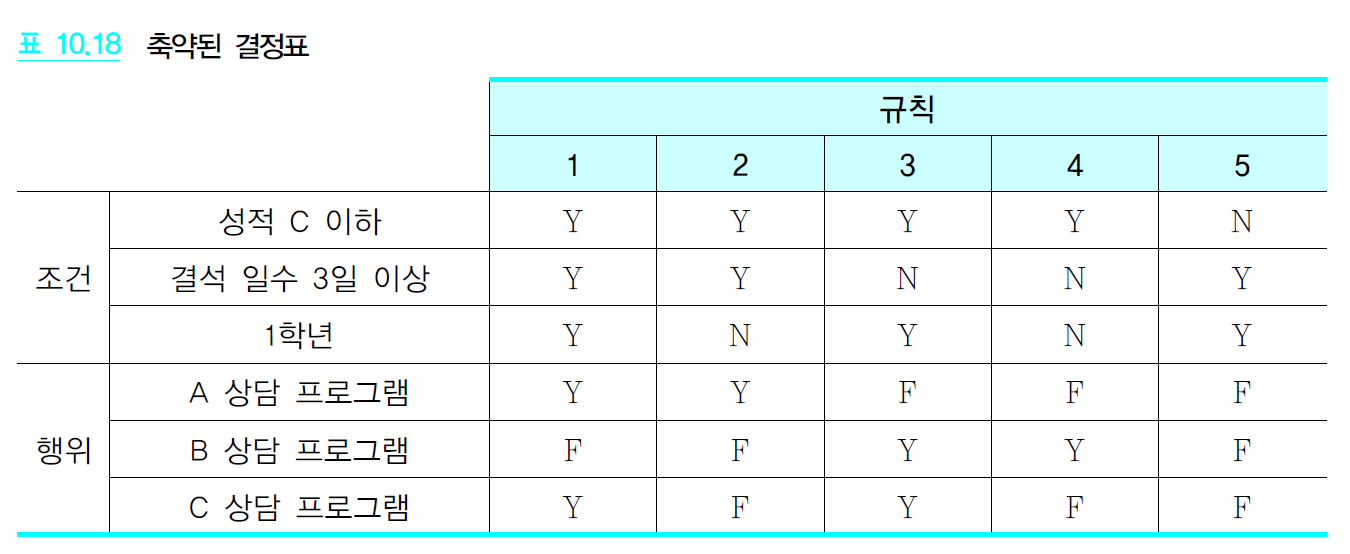 표 10.18 축약된 결정표
규칙
1 2 3 4 5
조건 성적 C 이하 Y Y Y Y N
결석 일수 3일 이상 Y Y N N Y
1학년 Y N Y N Y
행위 A 상담 프로그램 Y Y F F F
B 상담 프로그램 F F Y Y F
C 상담 프로그램 Y F Y F F